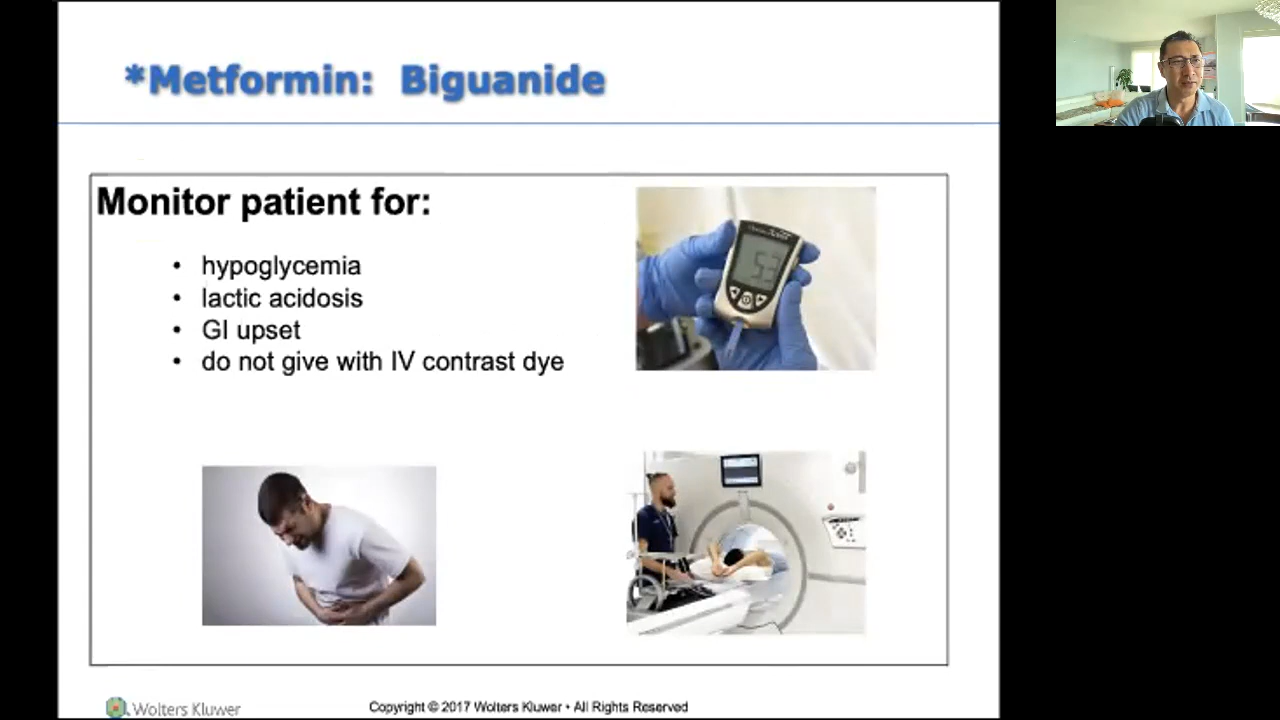 *Metformin: Biguanide
Monitor patient for:
• hypoglycemia
• lactic acidosis
• GI upset
• do not give with IV contrast dye
53
Wolters Kluwer
Copyright © 2017 Wolters Kluwer • All Rights Reserved